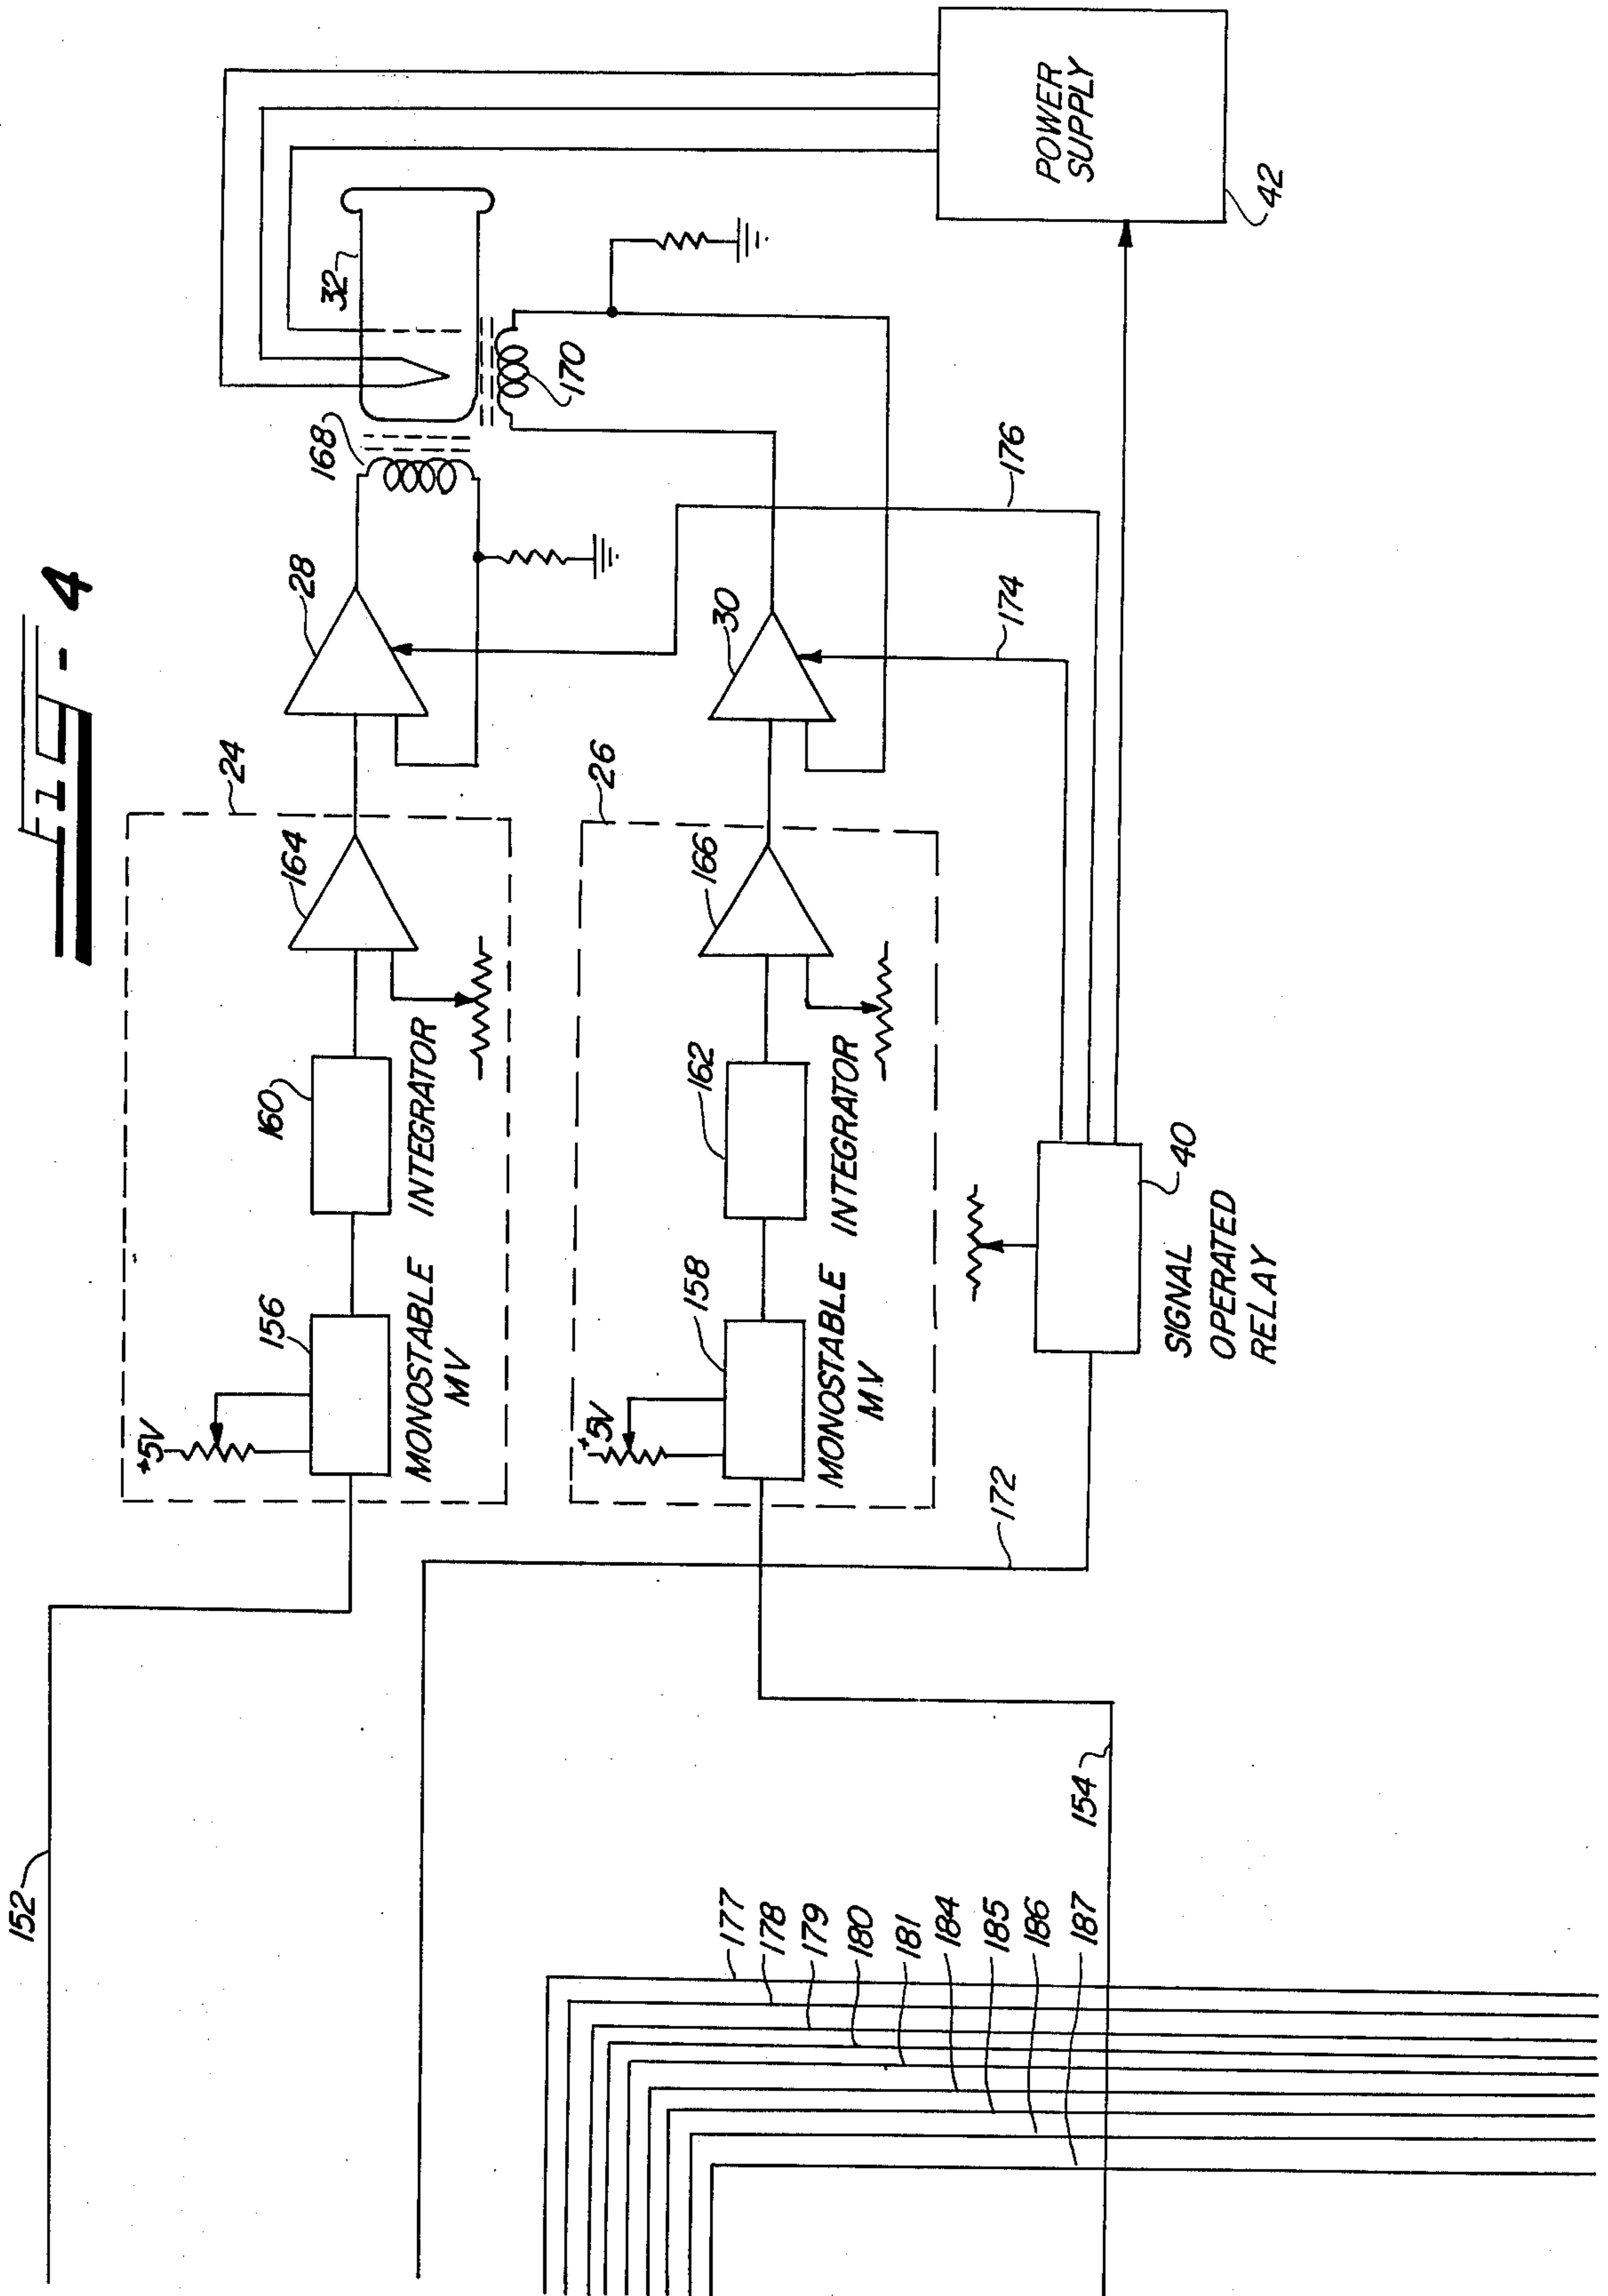 FIG-4
152
+5V
156
MONOSTABLE
MV
160
INTEGRATOR
164
24
28
168
32
170
+5V
158
MONOSTABLE
MV
162
INTEGRATOR
166
26
30
172
SIGNAL
OPERATED
RELAY
40
174
176
POWER
SUPPLY
42
154
177
178
179
180
181
184
185
186
187